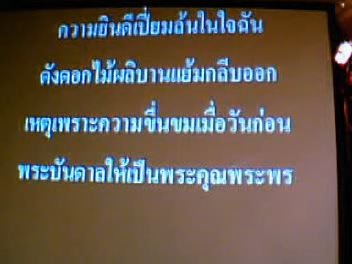 ความยินดีเปี่ยมล้นในใจฉัน
ดังดอกไม้ผลิบานแย้มกลีบออก
เหตุเพราะความขื่นขมเมื่อวันก่อน
พระบันดาลให้เป็นพระคุณพระพร